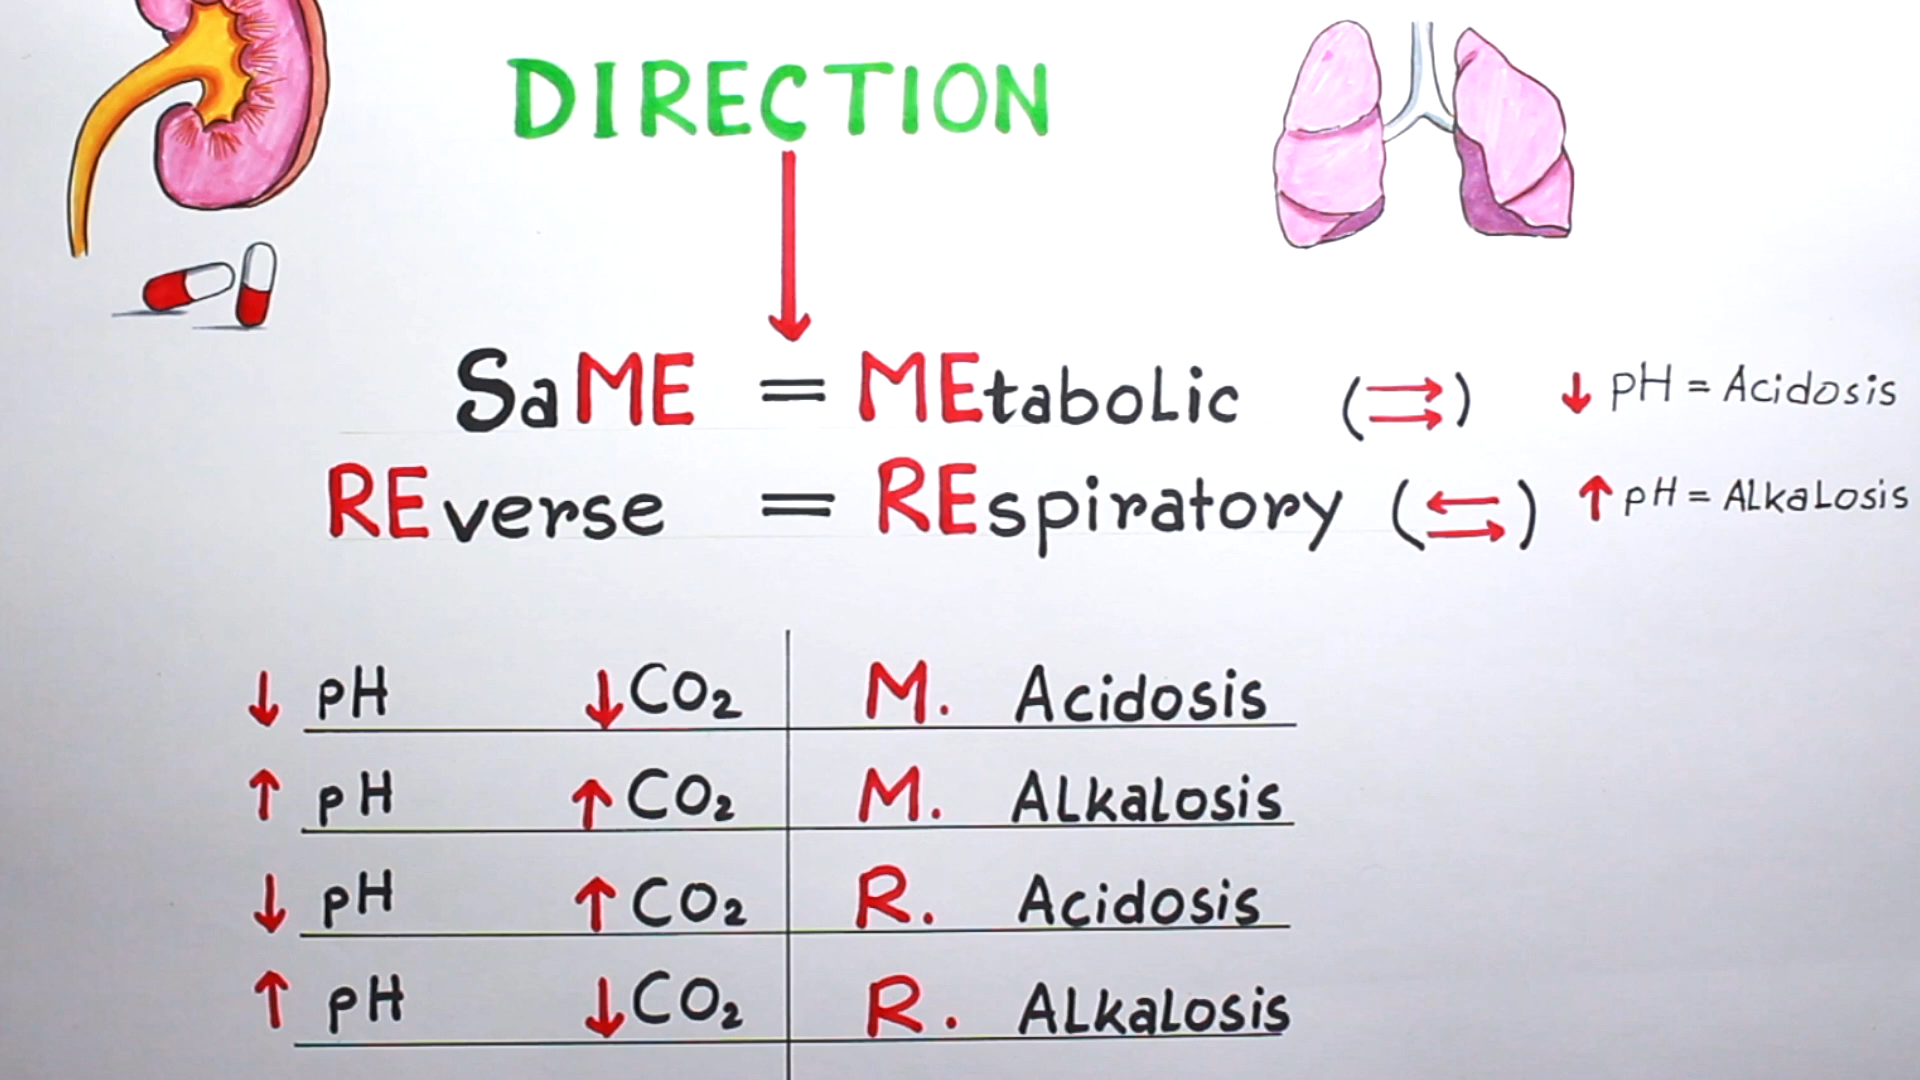 DIRECTION
SaME = MEtabolic (⇉) ↓ pH = Acidosis
REverse = REspiratory (⇆) ↑ pH = Alkalosis
↓ pH ↓ CO₂ M. Acidosis
↑ pH ↑ CO₂ M. Alkalosis
↓ pH ↑ CO₂ R. Acidosis
↑ pH ↓ CO₂ R. Alkalosis